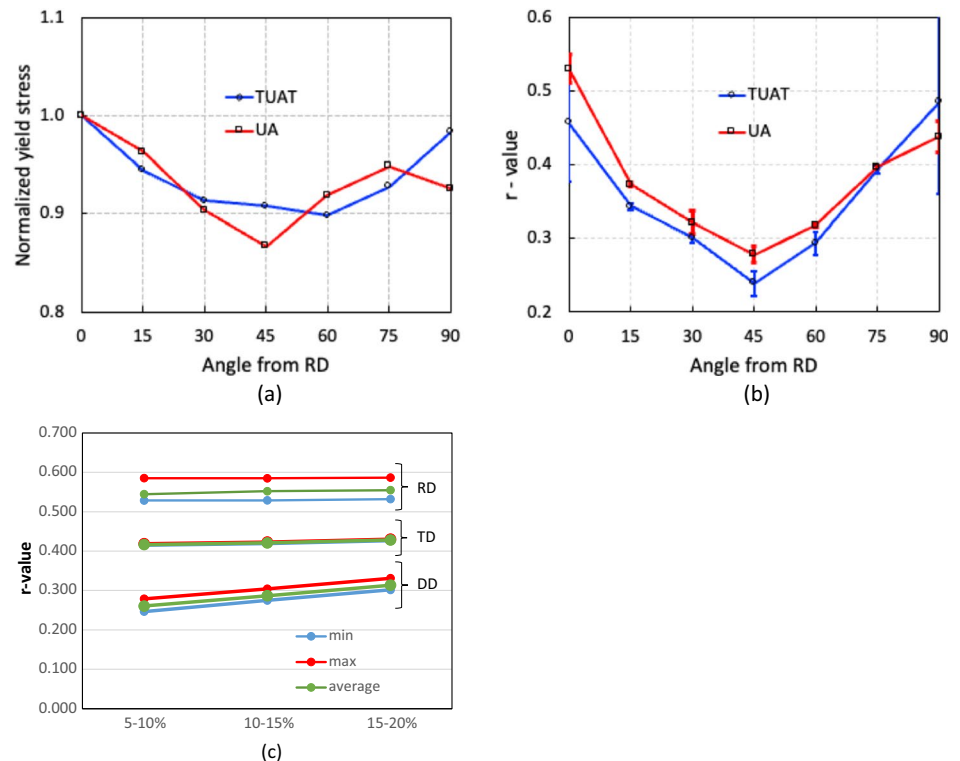 1.1
1.0
0.9
0.8
Normalized yield stress
TUAT
UA
0 15 30 45 60 75 90
Angle from RD
(a)
0.6
0.5
0.4
0.3
0.2
r - value
TUAT
UA
0 15 30 45 60 75 90
Angle from RD
(b)
0.700
0.600
0.500
0.400
0.300
0.200
0.100
0.000
r-value
RD
TD
DD
min
max
average
5-10% 10-15% 15-20%
(c)